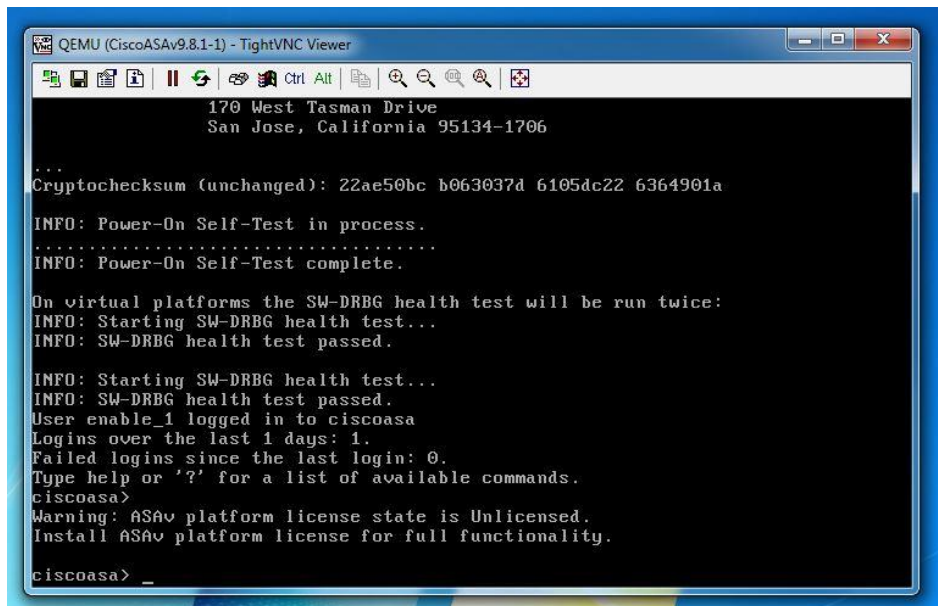 QEMU (CiscoASAv9.8.1-1) - TightVNC Viewer
Ctrl Alt
170 West Tasman Drive
San Jose, California 95134-1706
...
Cryptochecksum (unchanged): 22ae50bc b063037d 6105dc22 6364901a
INFO: Power-On Self-Test in process.
.....................................
INFO: Power-On Self-Test complete.
On virtual platforms the SW-DRBG health test will be run twice:
INFO: Starting SW-DRBG health test...
INFO: SW-DRBG health test passed.
INFO: Starting SW-DRBG health test...
INFO: SW-DRBG health test passed.
User enable_1 logged in to ciscoasa
Logins over the last 1 days: 1.
Failed logins since the last login: 0.
Type help or '?' for a list of available commands.
ciscoasa>
Warning: ASAv platform license state is Unlicensed.
Install ASAv platform license for full functionality.
ciscoasa> _